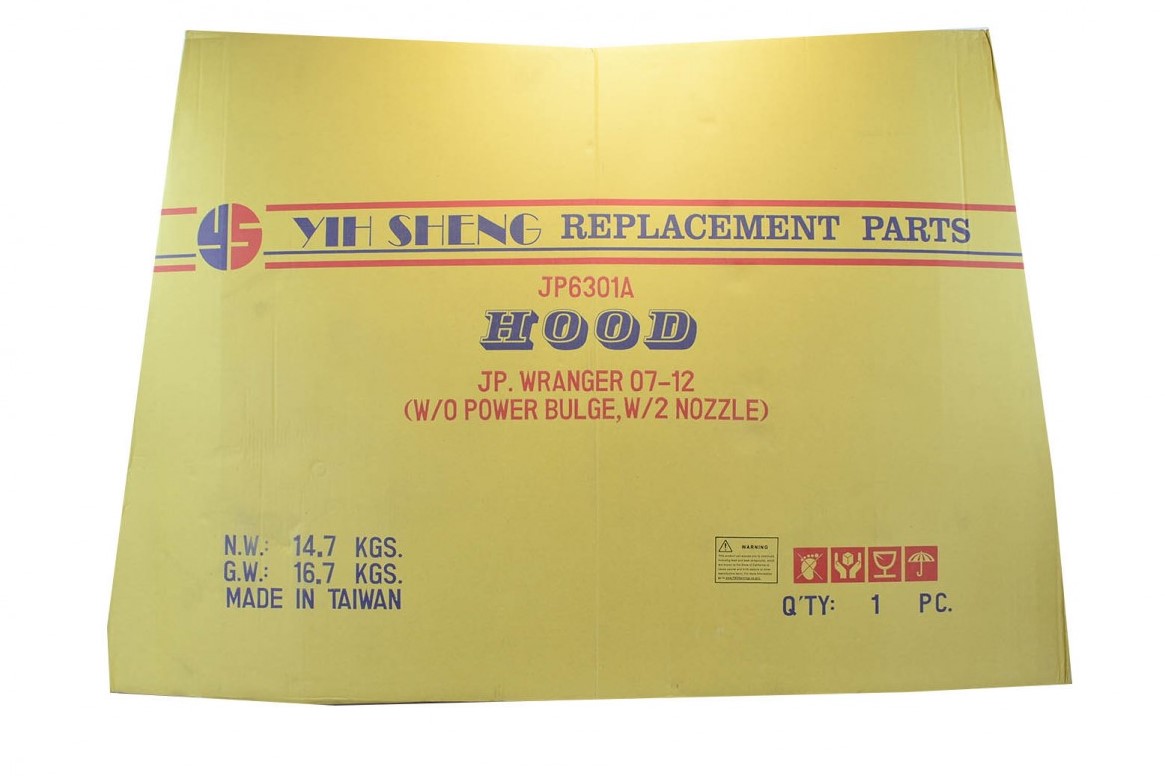 YS YIH SHENG REPLACEMENT PARTS
JP6301A
HOOD
JP. WRANGER 07-12
(W/O POWER BULGE, W/2 NOZZLE)
N.W.: 14.7 KGS.
G.W.: 16.7 KGS.
MADE IN TAIWAN
WARNING
Q'TY: 1 PC.